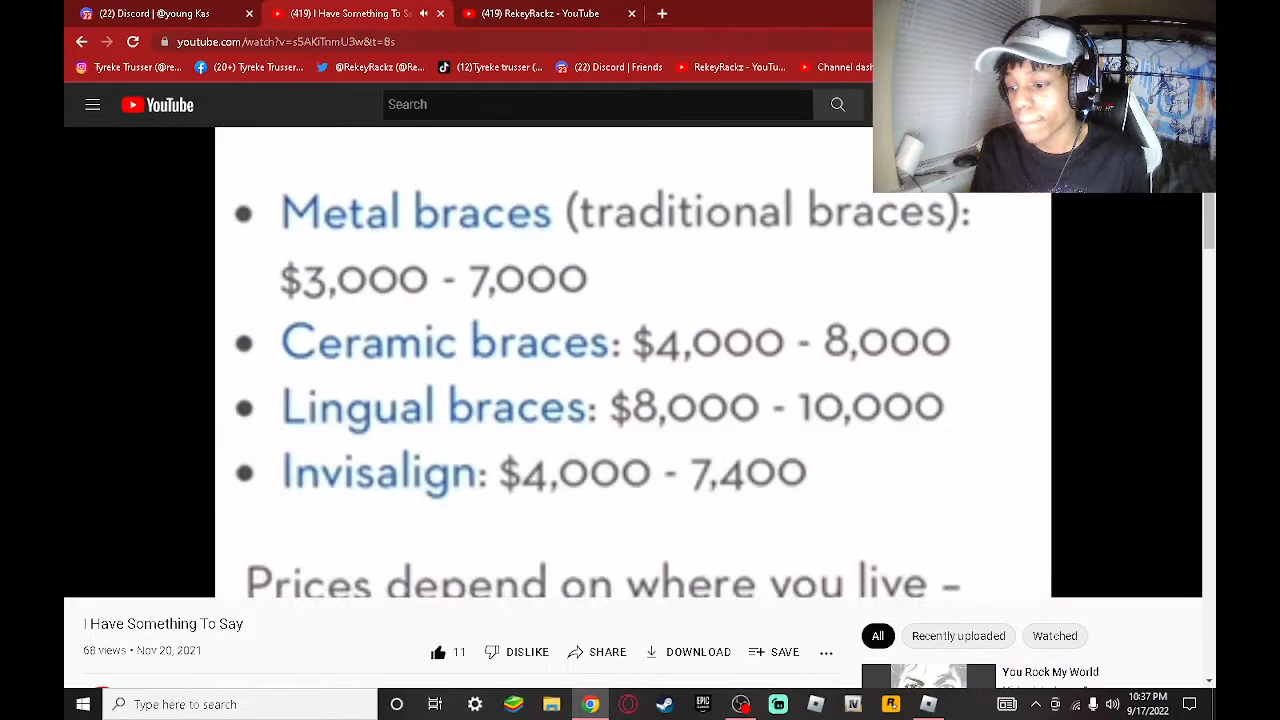 (22) Discord | @young Kas
(419) I Have Something To Sa
(419) RekeyRackz - YouTube
youtube.com/watch?v=s5AKiTnmU3w&t=8s
Tyreke Trusser (@re...
(20+) Tyreke Trusser...
@RekeyRackz (@Re...
(12)Tyreke trusser (...
(22) Discord | Friends
RekeyRackz - YouTu...
Channel dash
YouTube
Search
• Metal braces (traditional braces):
$3,000 - 7,000
• Ceramic braces: $4,000 - 8,000
• Lingual braces: $8,000 - 10,000
• Invisalign: $4,000 - 7,400
Prices depend on where you live –
I Have Something To Say
68 views • Nov 20, 2021
11
DISLIKE
SHARE
DOWNLOAD
SAVE
All
Recently uploaded
Watched
You Rock My World
Type here to search
EPIC
IV
R
10:37 PM
9/17/2022